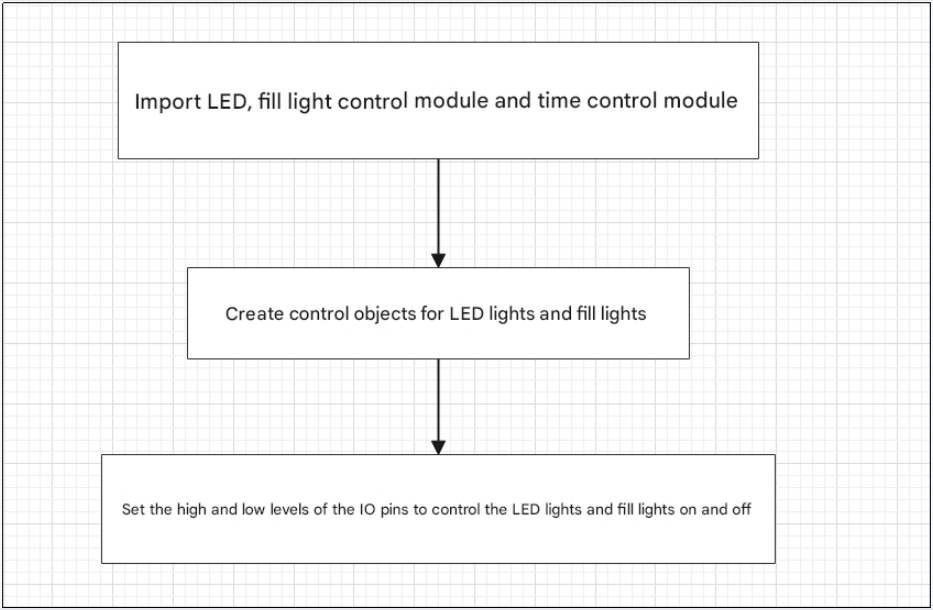 Import LED, fill light control module and time control module
Create control objects for LED lights and fill lights
Set the high and low levels of the IO pins to control the LED lights and fill lights on and off